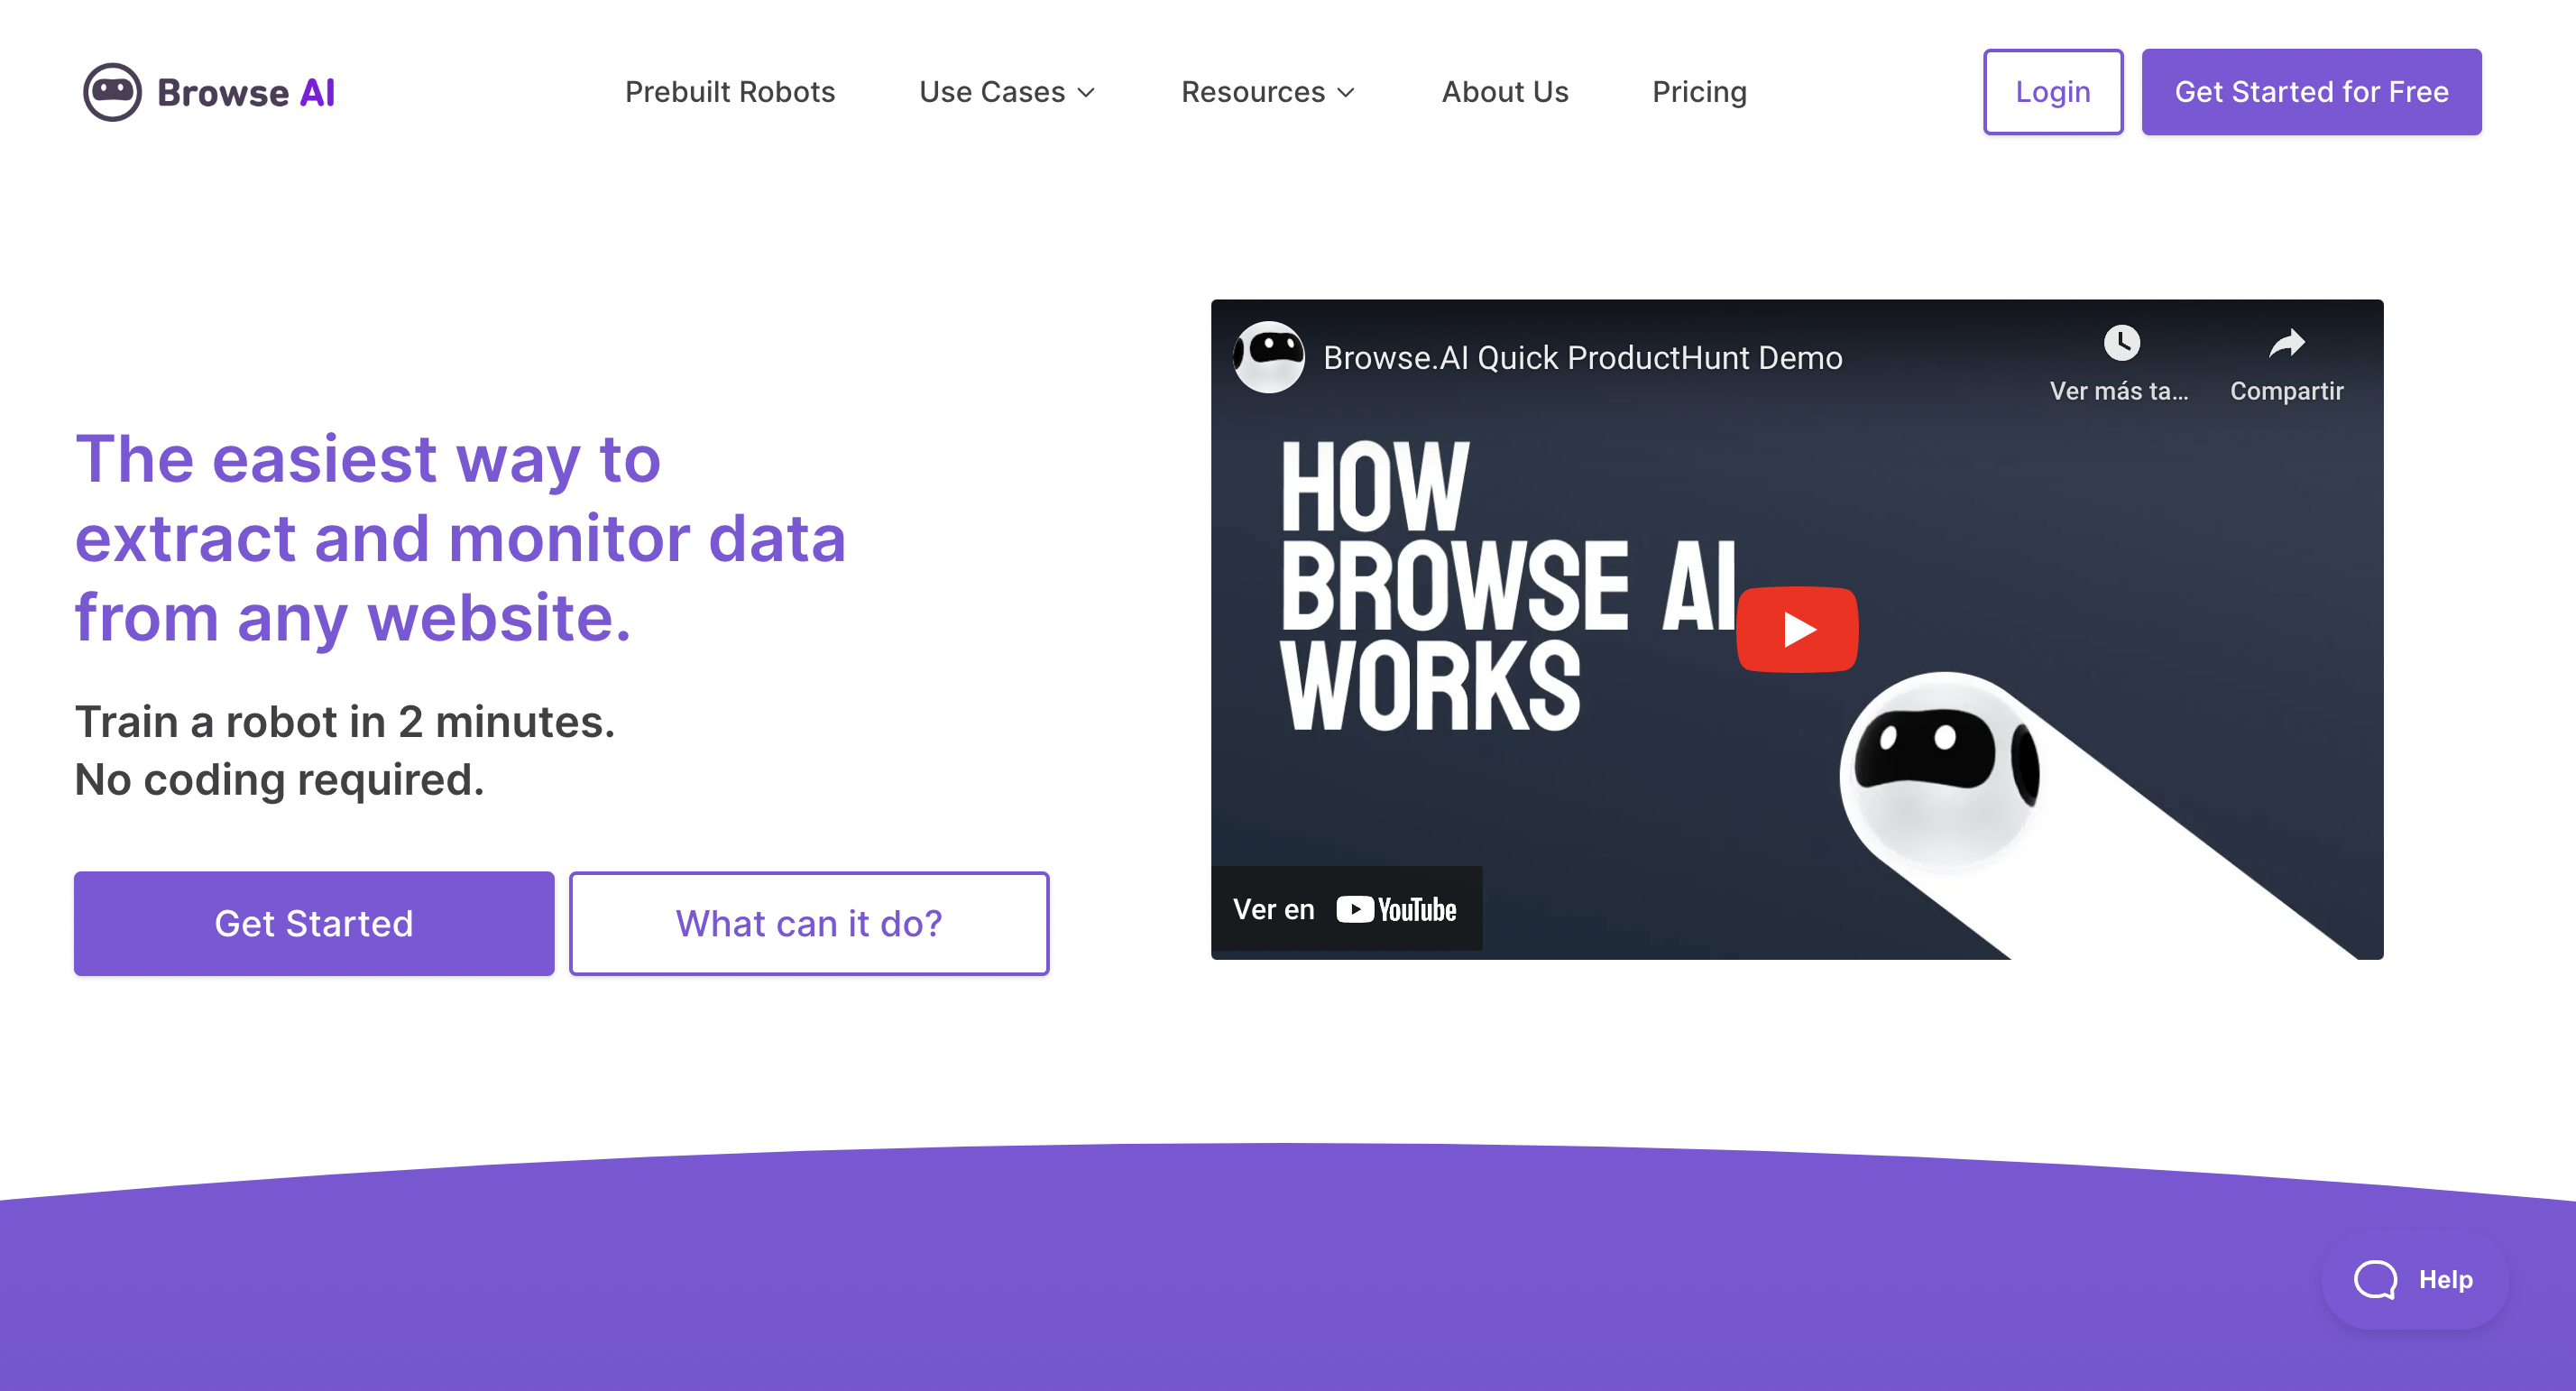 Browse AI
Prebuilt Robots
Use Cases
Resources
About Us
Pricing
Login
Get Started for Free
The easiest way to
extract and monitor data
from any website.
Train a robot in 2 minutes.
No coding required.
Get Started
What can it do?
Browse.AI Quick ProductHunt Demo
Ver más ta...
Compartir
HOW
BROWSE AI
WORKS
Ver en YouTube
Help